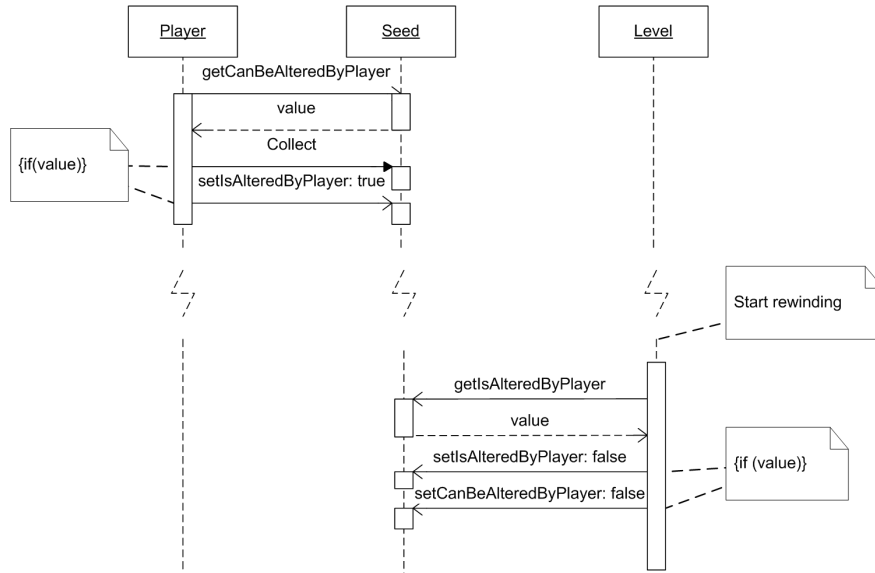 Player
Seed
Level
getCanBeAlteredByPlayer
value
Collect
{if(value)}
setIsAlteredByPlayer: true
Start rewinding
getIsAlteredByPlayer
value
setIsAlteredByPlayer: false
{if (value)}
setCanBeAlteredByPlayer: false